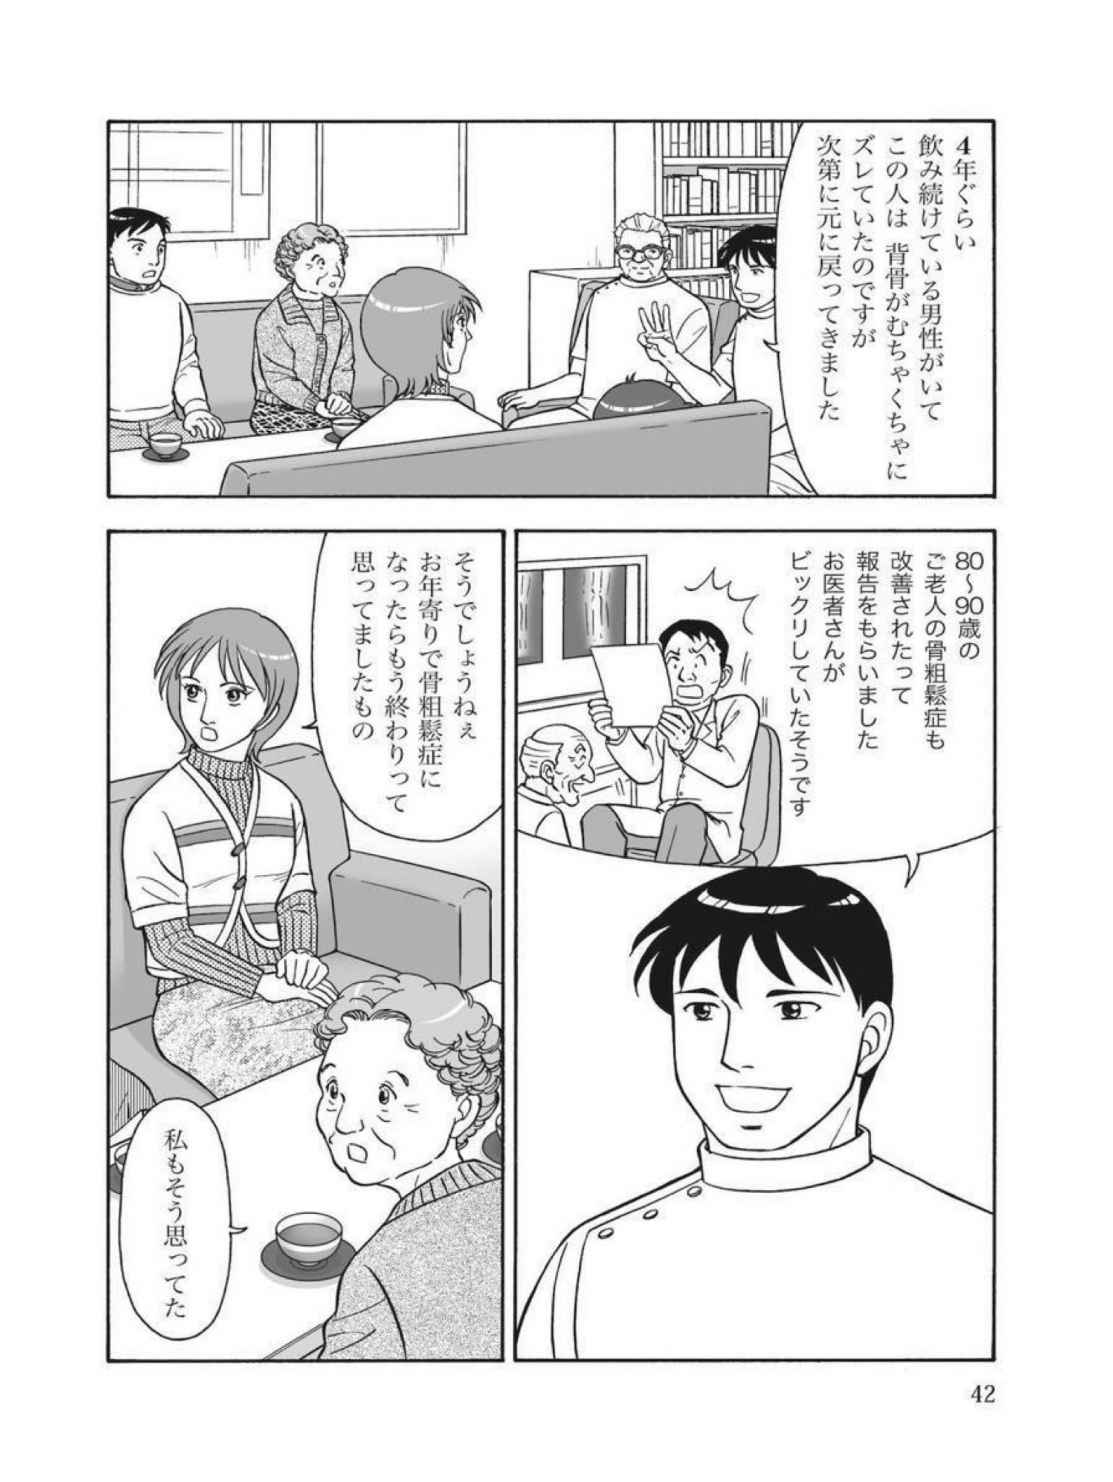 4年ぐらい
飲み続けている男性がいて
この人は 背骨がむちゃくちゃに
ズレていたのですが
次第に元に戻ってきました
80〜90歳の
ご老人の骨粗鬆症も
改善されたって
報告をもらいました
お医者さんが
ビックリしていたそうです
そうでしょうねぇ
お年寄りで骨粗鬆症に
なったらもう終わりって
思ってましたもの
私もそう思ってた
42